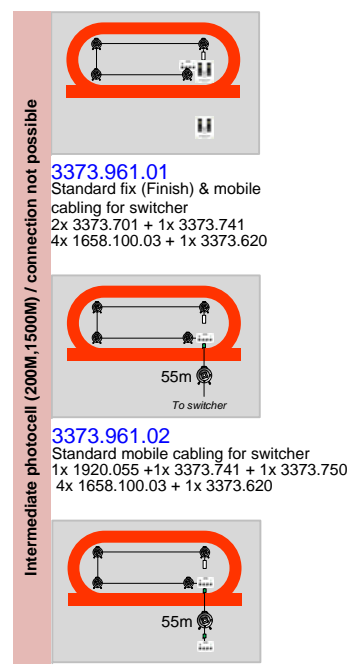 Intermediate photocell (200M,1500M) / connection not possible
3373.961.01
Standard fix (Finish) & mobile
cabling for switcher
2x 3373.701 + 1x 3373.741
4x 1658.100.03 + 1x 3373.620
55m
To switcher
3373.961.02
Standard mobile cabling for switcher
1x 1920.055 +1x 3373.741 + 1x 3373.750
4x 1658.100.03 + 1x 3373.620
55m